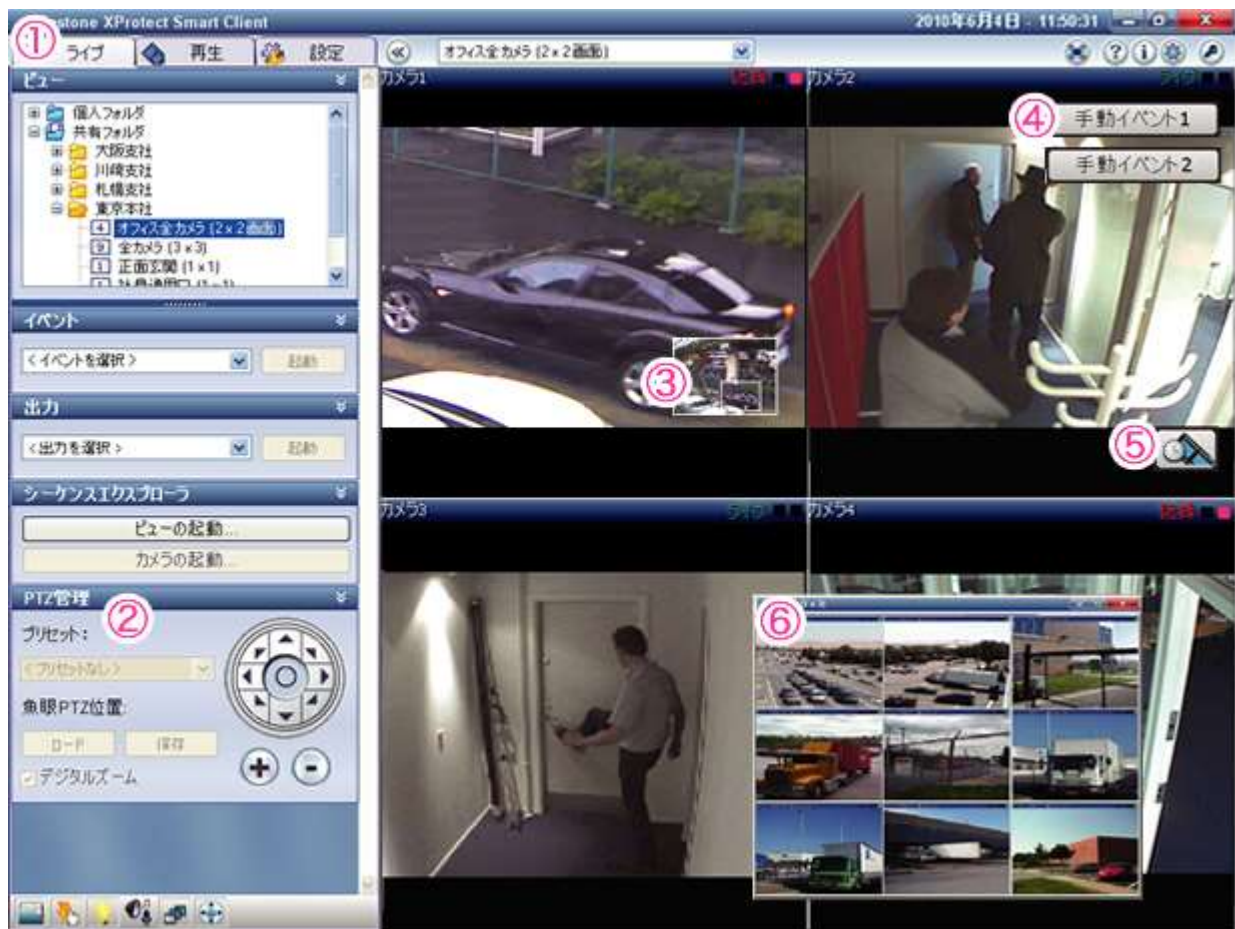 Milestone XProtect Smart Client
2010年6月4日 - 11:50:31
①
ライブ
再生
設定
オフィス全カメラ (2×2画面)
ビュー
個人フォルダ
共有フォルダ
大阪支社
川崎支社
札幌支社
東京本社
4 オフィス全カメラ (2×2画面)
9 全カメラ (3×3)
1 正面玄関 (1×1)
イベント
<イベントを選択>
起動
出力
<出力を選択>
起動
シーケンスエクスプローラ
ビューの起動...
カメラの起動...
PTZ管理
②
プリセット:
<プリセットなし>
魚眼PTZ位置:
ロード
保存
デジタルズーム
カメラ1
③
カメラ2
ライブ
④
手動イベント1
手動イベント2
⑤
カメラ3
ライブ
カメラ4
⑥